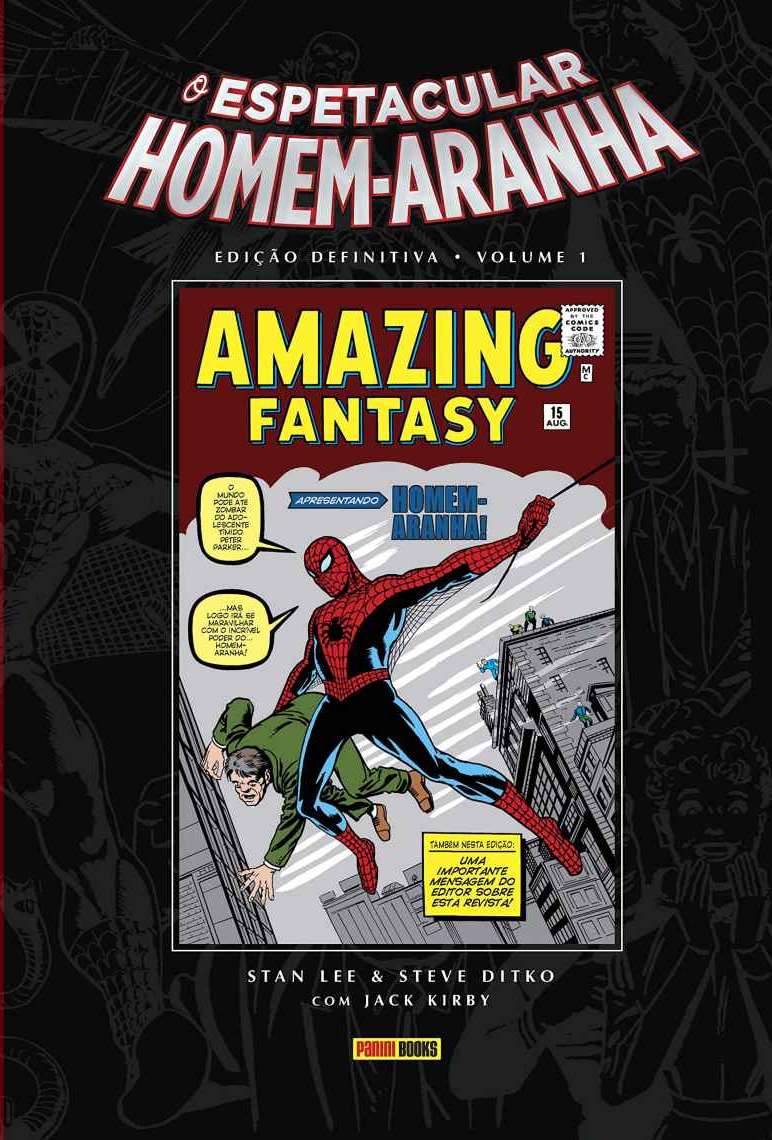 O ESPETACULAR
HOMEM-ARANHA
EDIÇÃO DEFINITIVA • VOLUME 1
AMAZING
FANTASY
APPROVED
BY THE
COMICS
CODE
AUTHORITY
M
C
15
AUG.
O
MUNDO
PODE ATÉ
ZOMBAR
DO ADO-
LESCENTE
TÍMIDO
PETER
PARKER...
APRESENTANDO
HOMEM-
ARANHA!
...MAS
LOGO IRÁ SE
MARAVILHAR
COM O INCRÍVEL
PODER DO...
HOMEM-
ARANHA!
TAMBÉM NESTA EDIÇÃO:
UMA
IMPORTANTE
MENSAGEM DO
EDITOR SOBRE
ESTA REVISTA!
STAN LEE & STEVE DITKO
COM JACK KIRBY
PANINI BOOKS